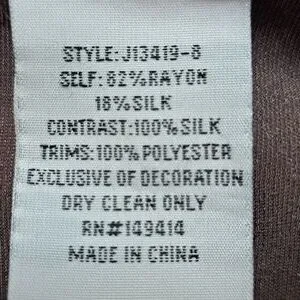 STYLE:J13419-8
SELF:82%RAYON
18%SILK
CONTRAST:100%SILK
TRIMS:100%POLYESTER
EXCLUSIVE OF DECORATION
DRY CLEAN ONLY
RN#149414
MADE IN CHINA